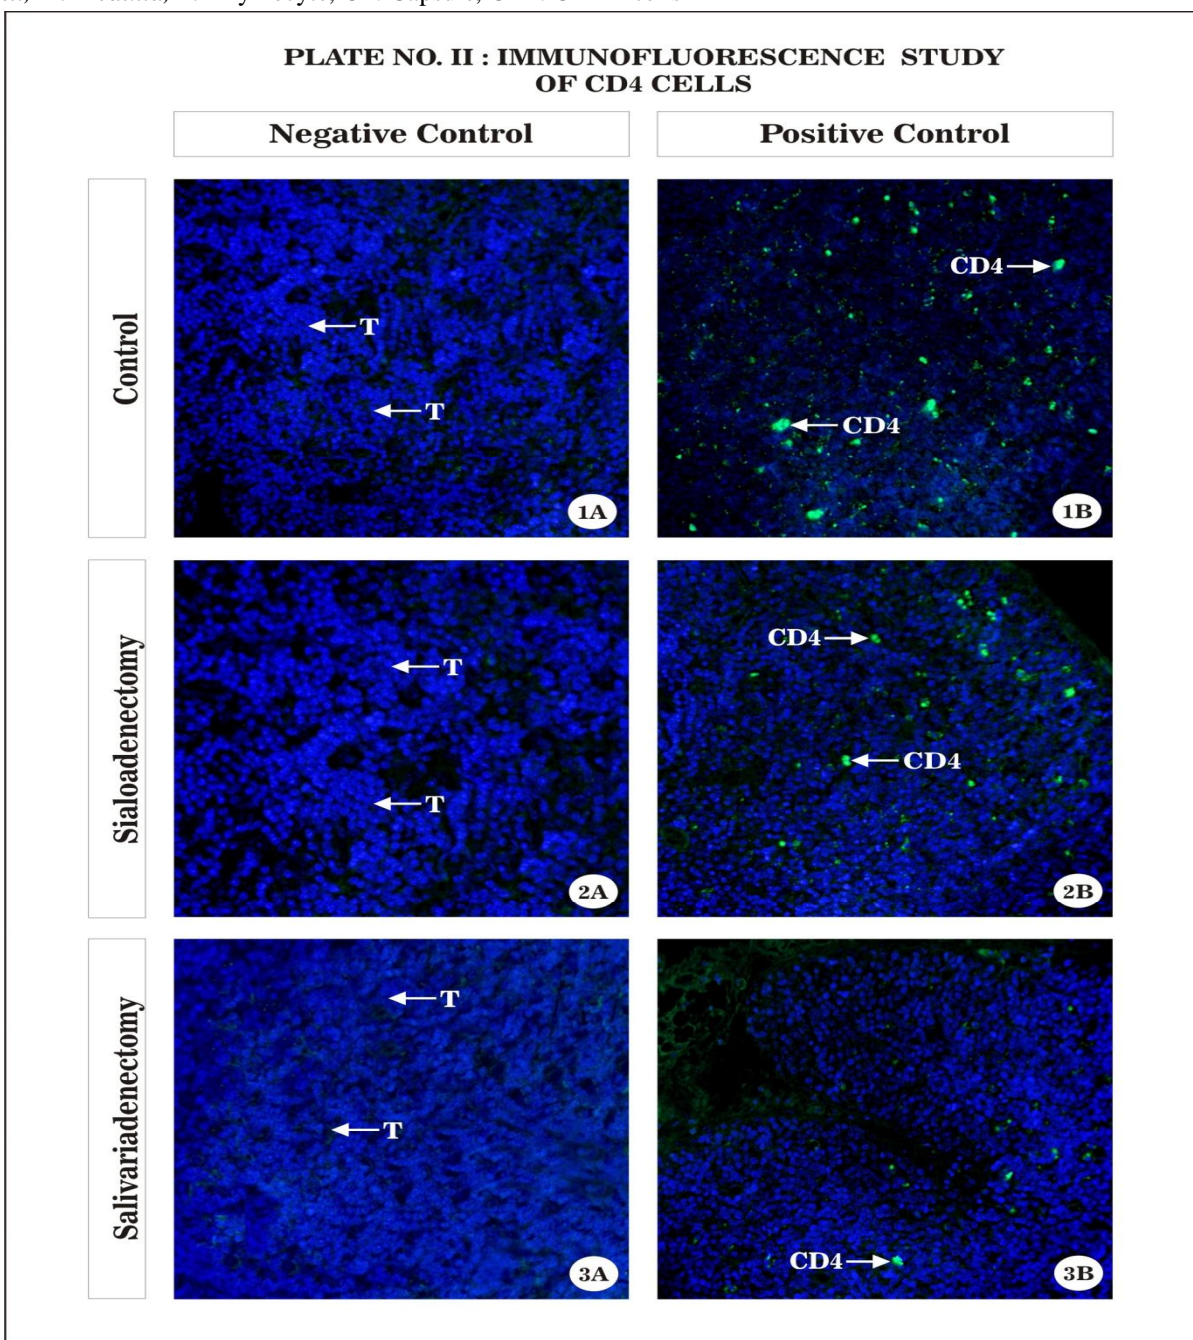 PLATE NO. II : IMMUNOFLUORESCENCE STUDY
OF CD4 CELLS
Negative Control
Positive Control
Control
T
T
1A
CD4
CD4
1B
Sialoadenectomy
T
T
2A
CD4
CD4
2B
Salivariadenectomy
T
T
3A
CD4
3B